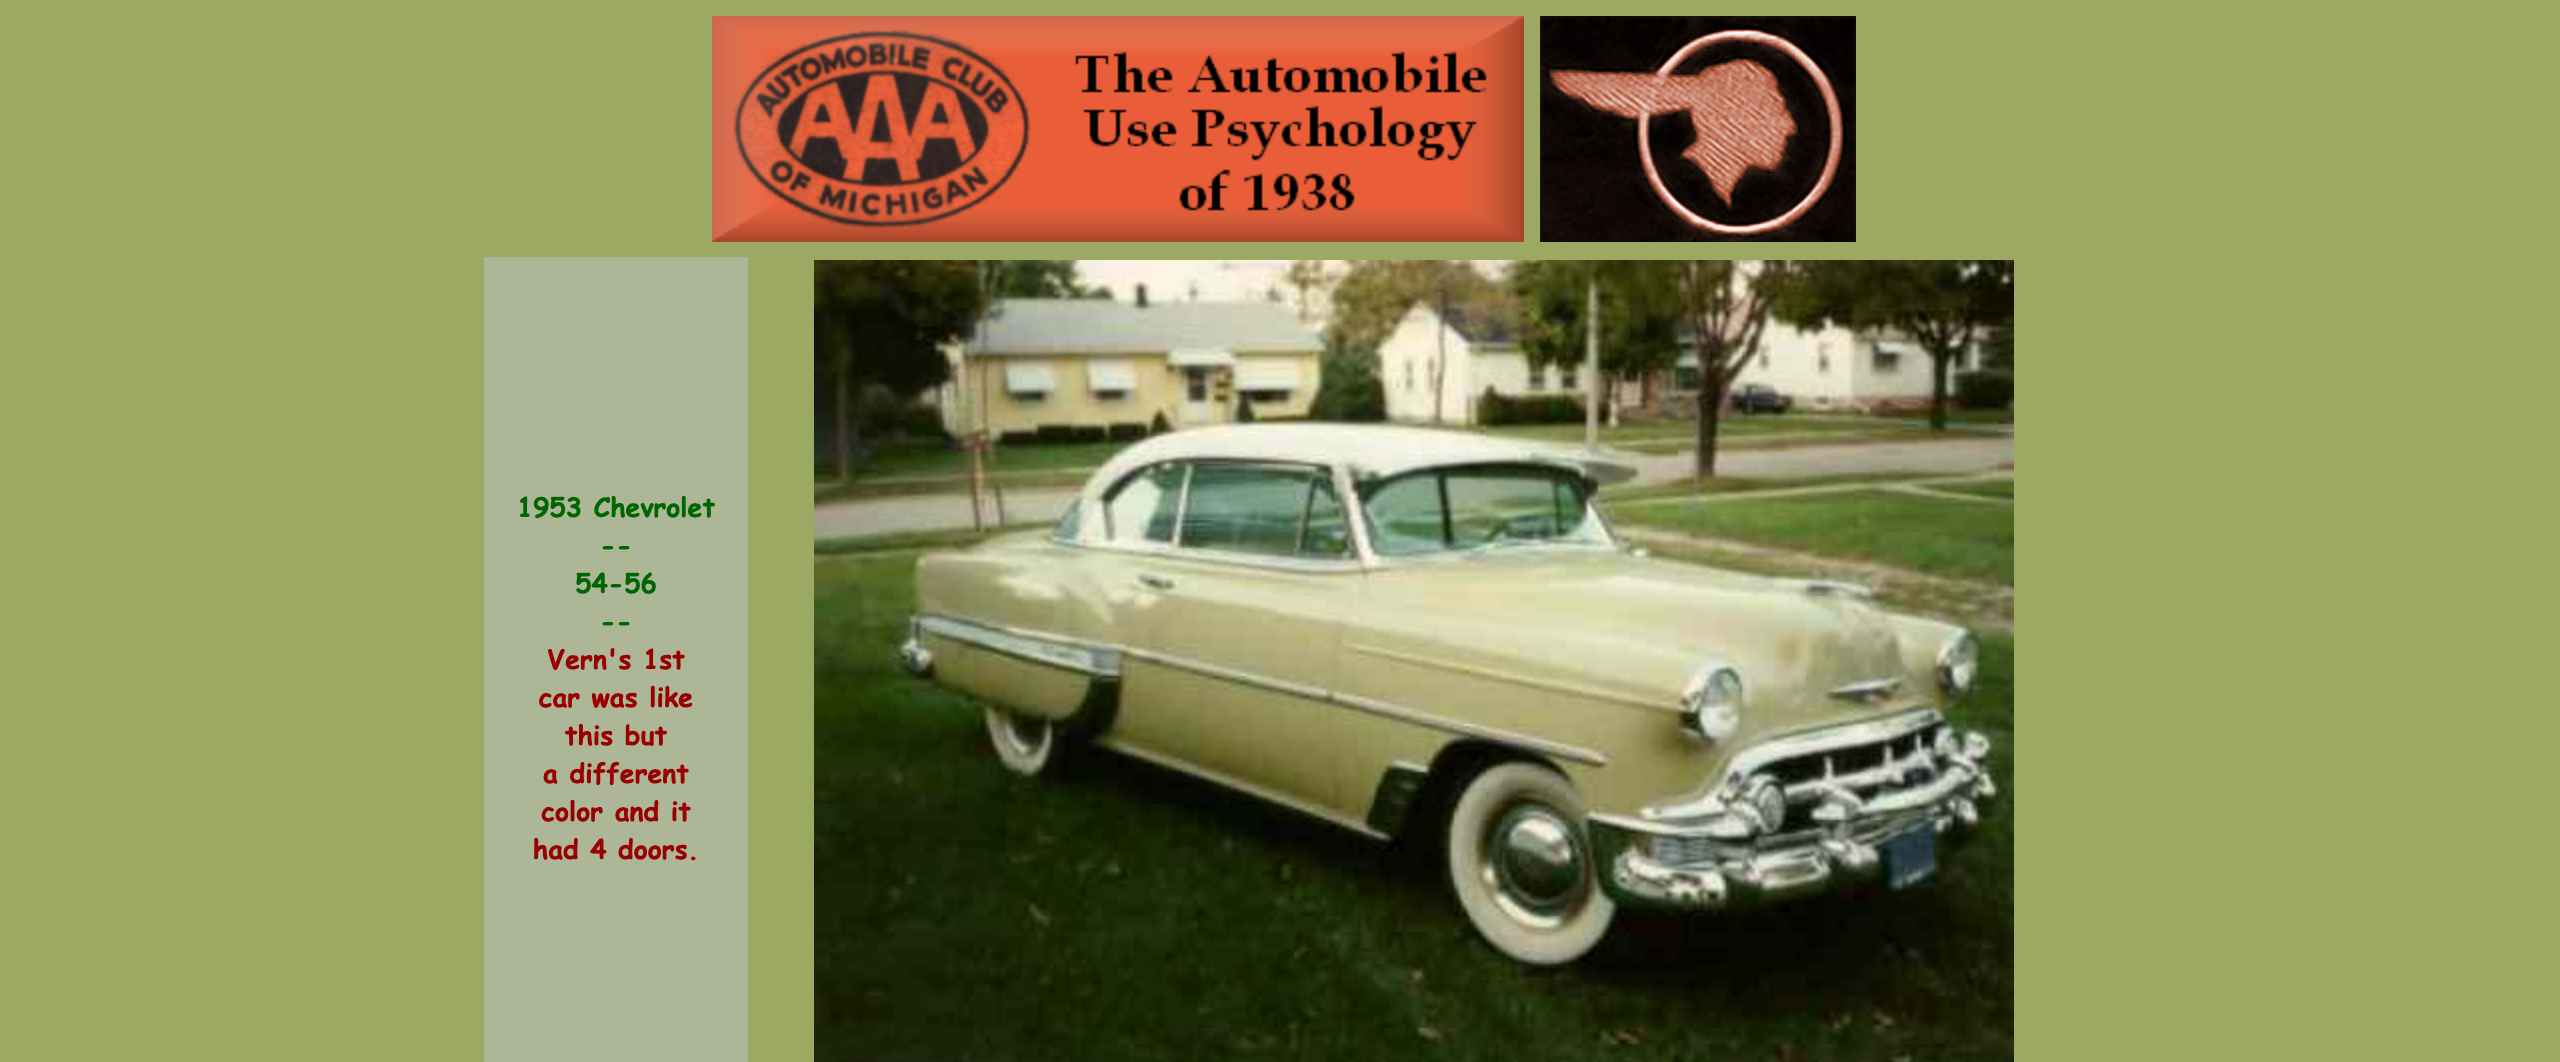 AUTOMOBILE CLUB
AAA
OF MICHIGAN
The Automobile
Use Psychology
of 1938
1953 Chevrolet
--
54-56
--
Vern's 1st
car was like
this but
a different
color and it
had 4 doors.